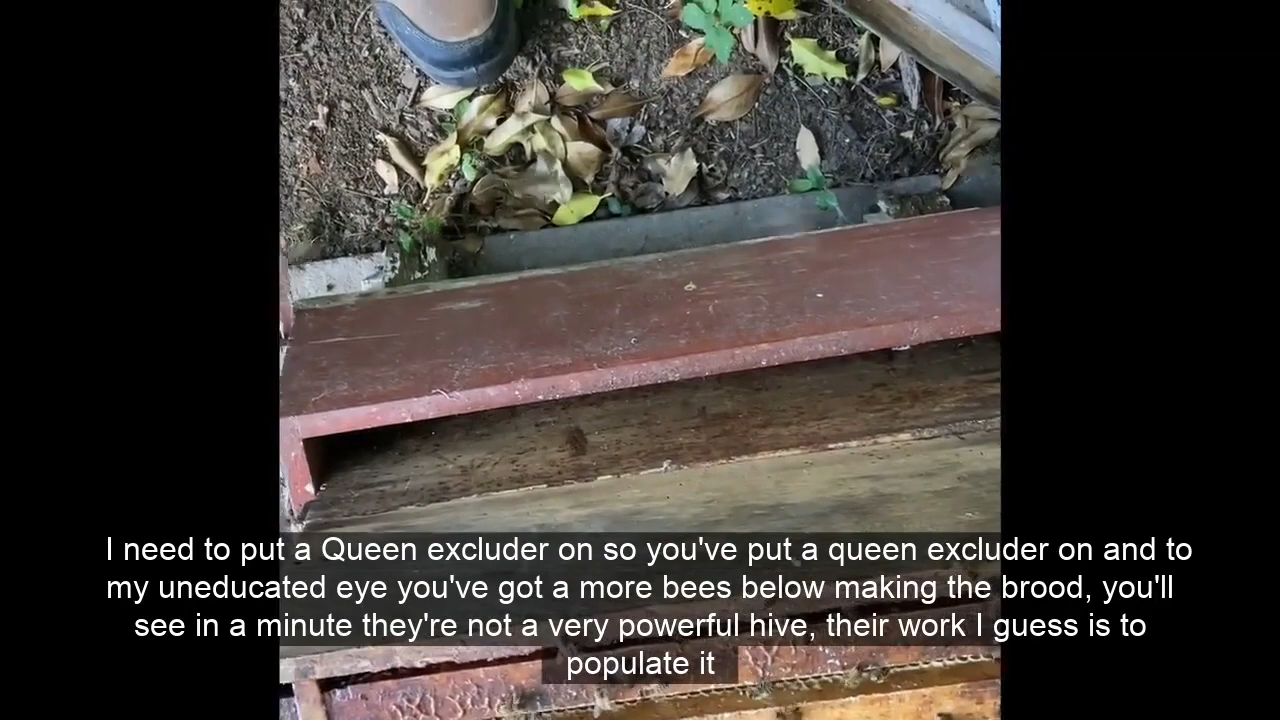 I need to put a Queen excluder on so you've put a queen excluder on and to
my uneducated eye you've got a more bees below making the brood, you'll
see in a minute they're not a very powerful hive, their work I guess is to
populate it